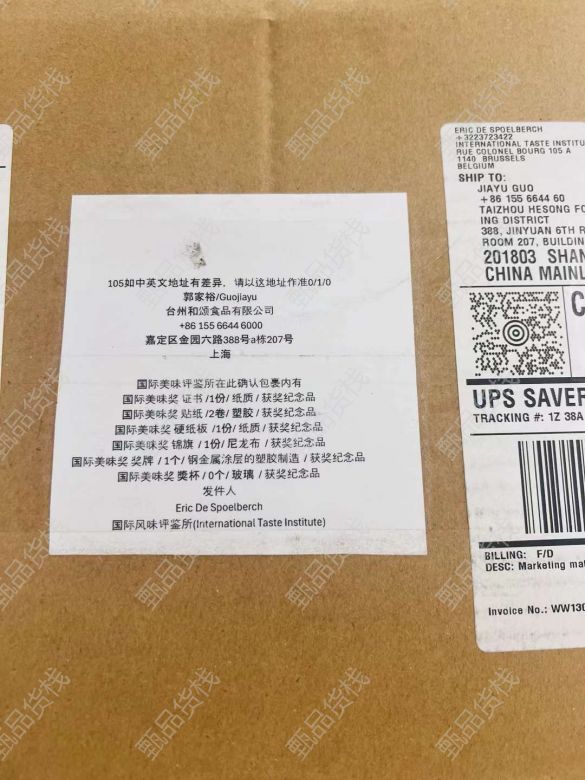 105如中英文地址有差异，请以这地址作准0/1/0
郭家裕/Guojiayu
台州和颂食品有限公司
+86 155 6644 6000
嘉定区金园六路388号a栋207号
上海
国际美味评鉴所在此确认包裹内有
国际美味奖 证书 /1份/ 纸质 / 获奖纪念品
国际美味奖 贴纸 /2卷/ 塑胶 / 获奖纪念品
国际美味奖 硬纸板 /1份/ 纸质 / 获奖纪念品
国际美味奖 锦旗 /1份/ 尼龙布 / 获奖纪念品
国际美味奖 奖牌 /1个/ 钢金属涂层的塑胶制造 / 获奖纪念品
国际美味奖 獎杯 /0个/ 玻璃 / 获奖纪念品
发件人
Eric De Spoelberch
国际风味评鉴所(International Taste Institute)
ERIC DE SPOELBERCH
+3223723422
INTERNATIONAL TASTE INSTITU
RUE COLONEL BOURG 105 A
1140 BRUSSELS
BELGIUM
SHIP TO:
JIAYU GUO
+86 155 6644 60
TAIZHOU HESONG FO
ING DISTRICT
388, JINYUAN 6TH R
ROOM 207, BUILDIN
201803 SHAN
CHINA MAINL
UPS SAVER
TRACKING #: 1Z 38A
BILLING: F/D
DESC: Marketing mat
Invoice No.: WW130
甄品货栈